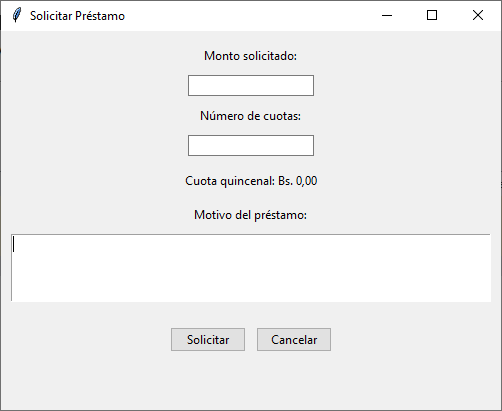 Solicitar Préstamo
Monto solicitado:
Número de cuotas:
Cuota quincenal: Bs. 0,00
Motivo del préstamo:
Solicitar Cancelar